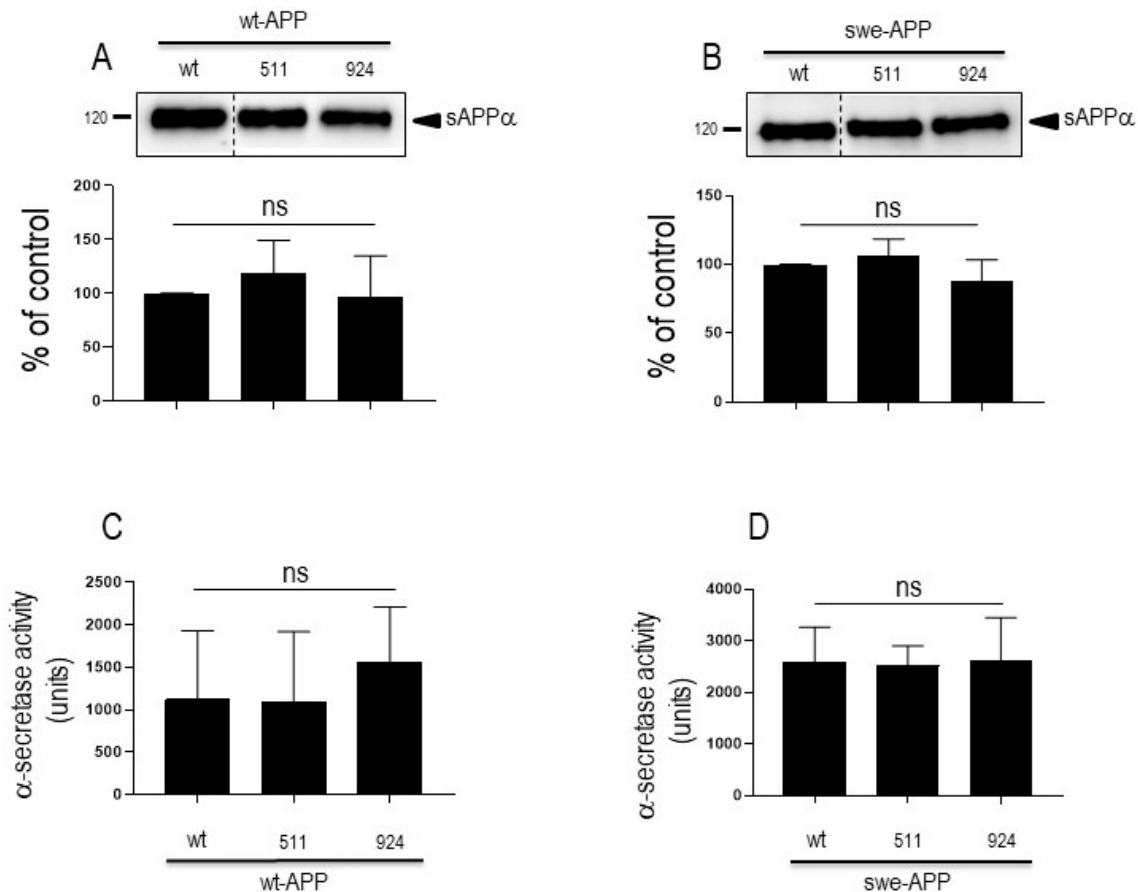 A
wt-APP
wt 511 924
120
sAPPα
200
150
100
50
0
% of control
ns
B
swe-APP
wt 511 924
120
sAPPα
150
100
50
0
% of control
ns
C
2500
2000
1500
1000
500
0
α-secretase activity
(units)
ns
wt 511 924
wt-APP
D
4000
3000
2000
1000
0
α-secretase activity
(units)
ns
wt 511 924
swe-APP